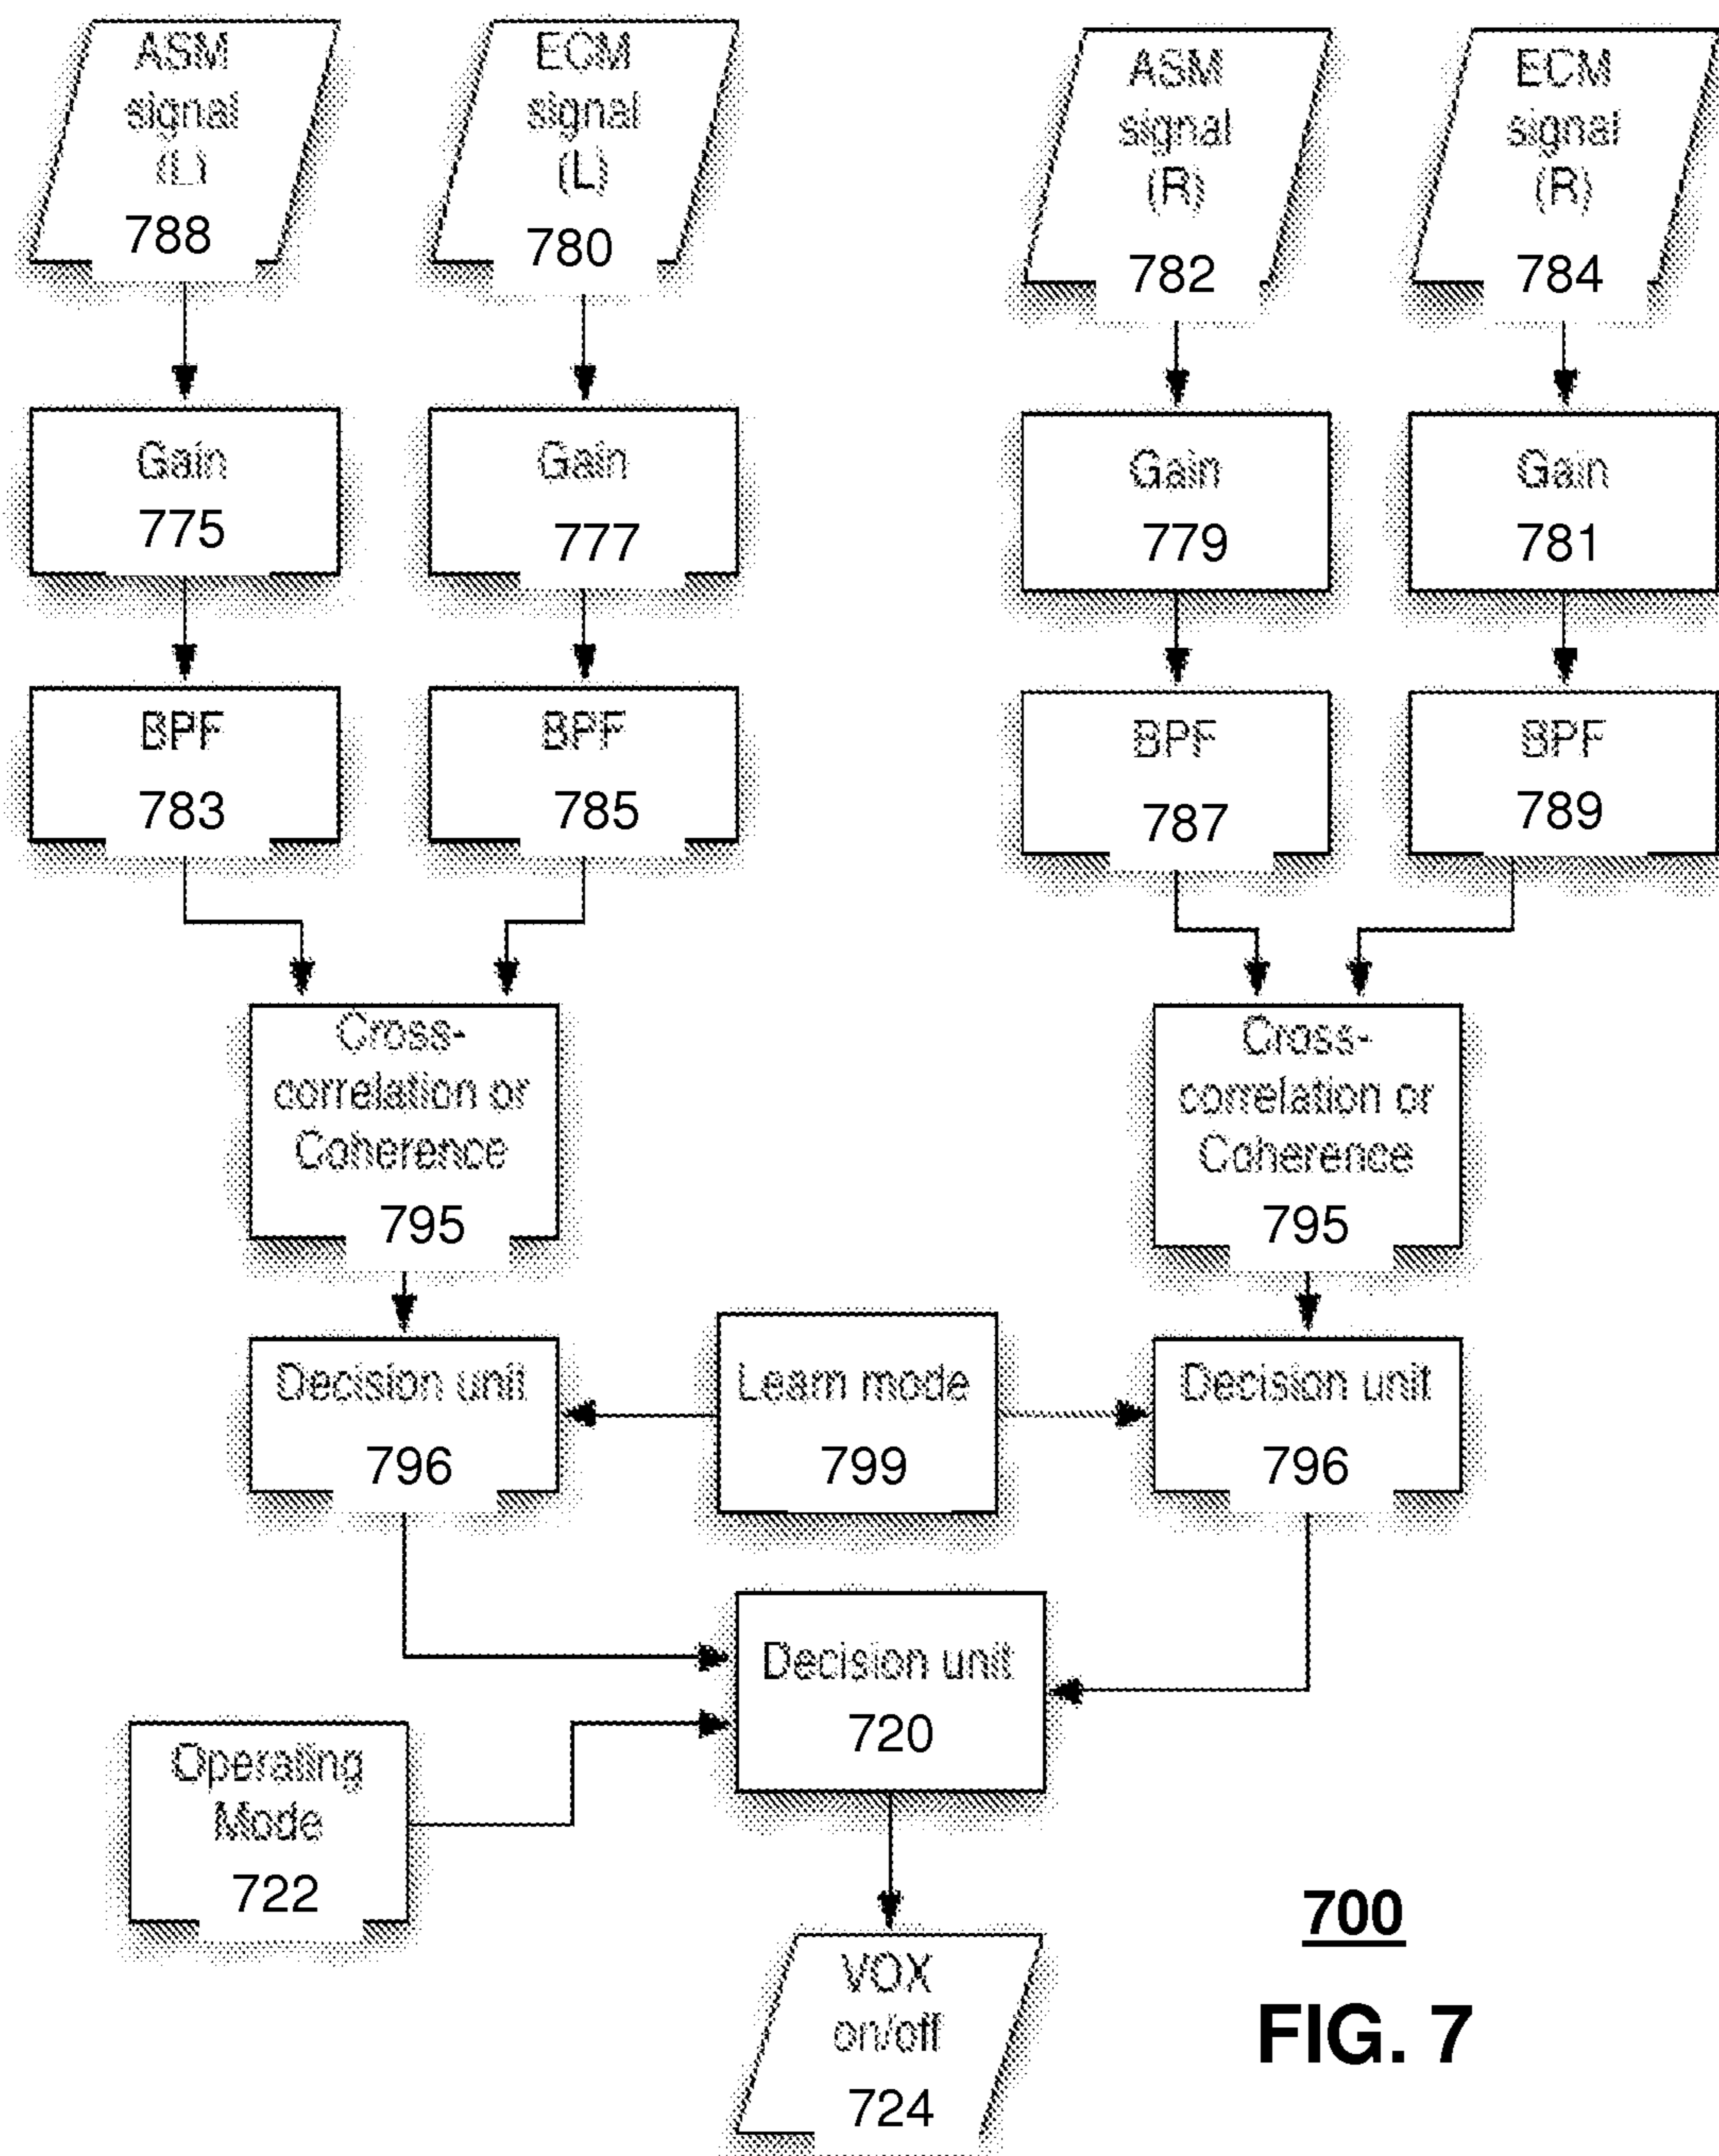 ASM
signal
(L)
788
ECM
signal
(L)
780
ASM
signal
(R)
782
ECM
signal
(R)
784
Gain
775
Gain
777
Gain
779
Gain
781
BPF
783
BPF
785
BPF
787
BPF
789
Cross-
correlation or
Coherence
795
Cross-
correlation or
Coherence
795
Decision unit
796
Learn mode
799
Decision unit
796
Decision unit
720
Operating
Mode
722
VOX
on/off
724
700
FIG. 7